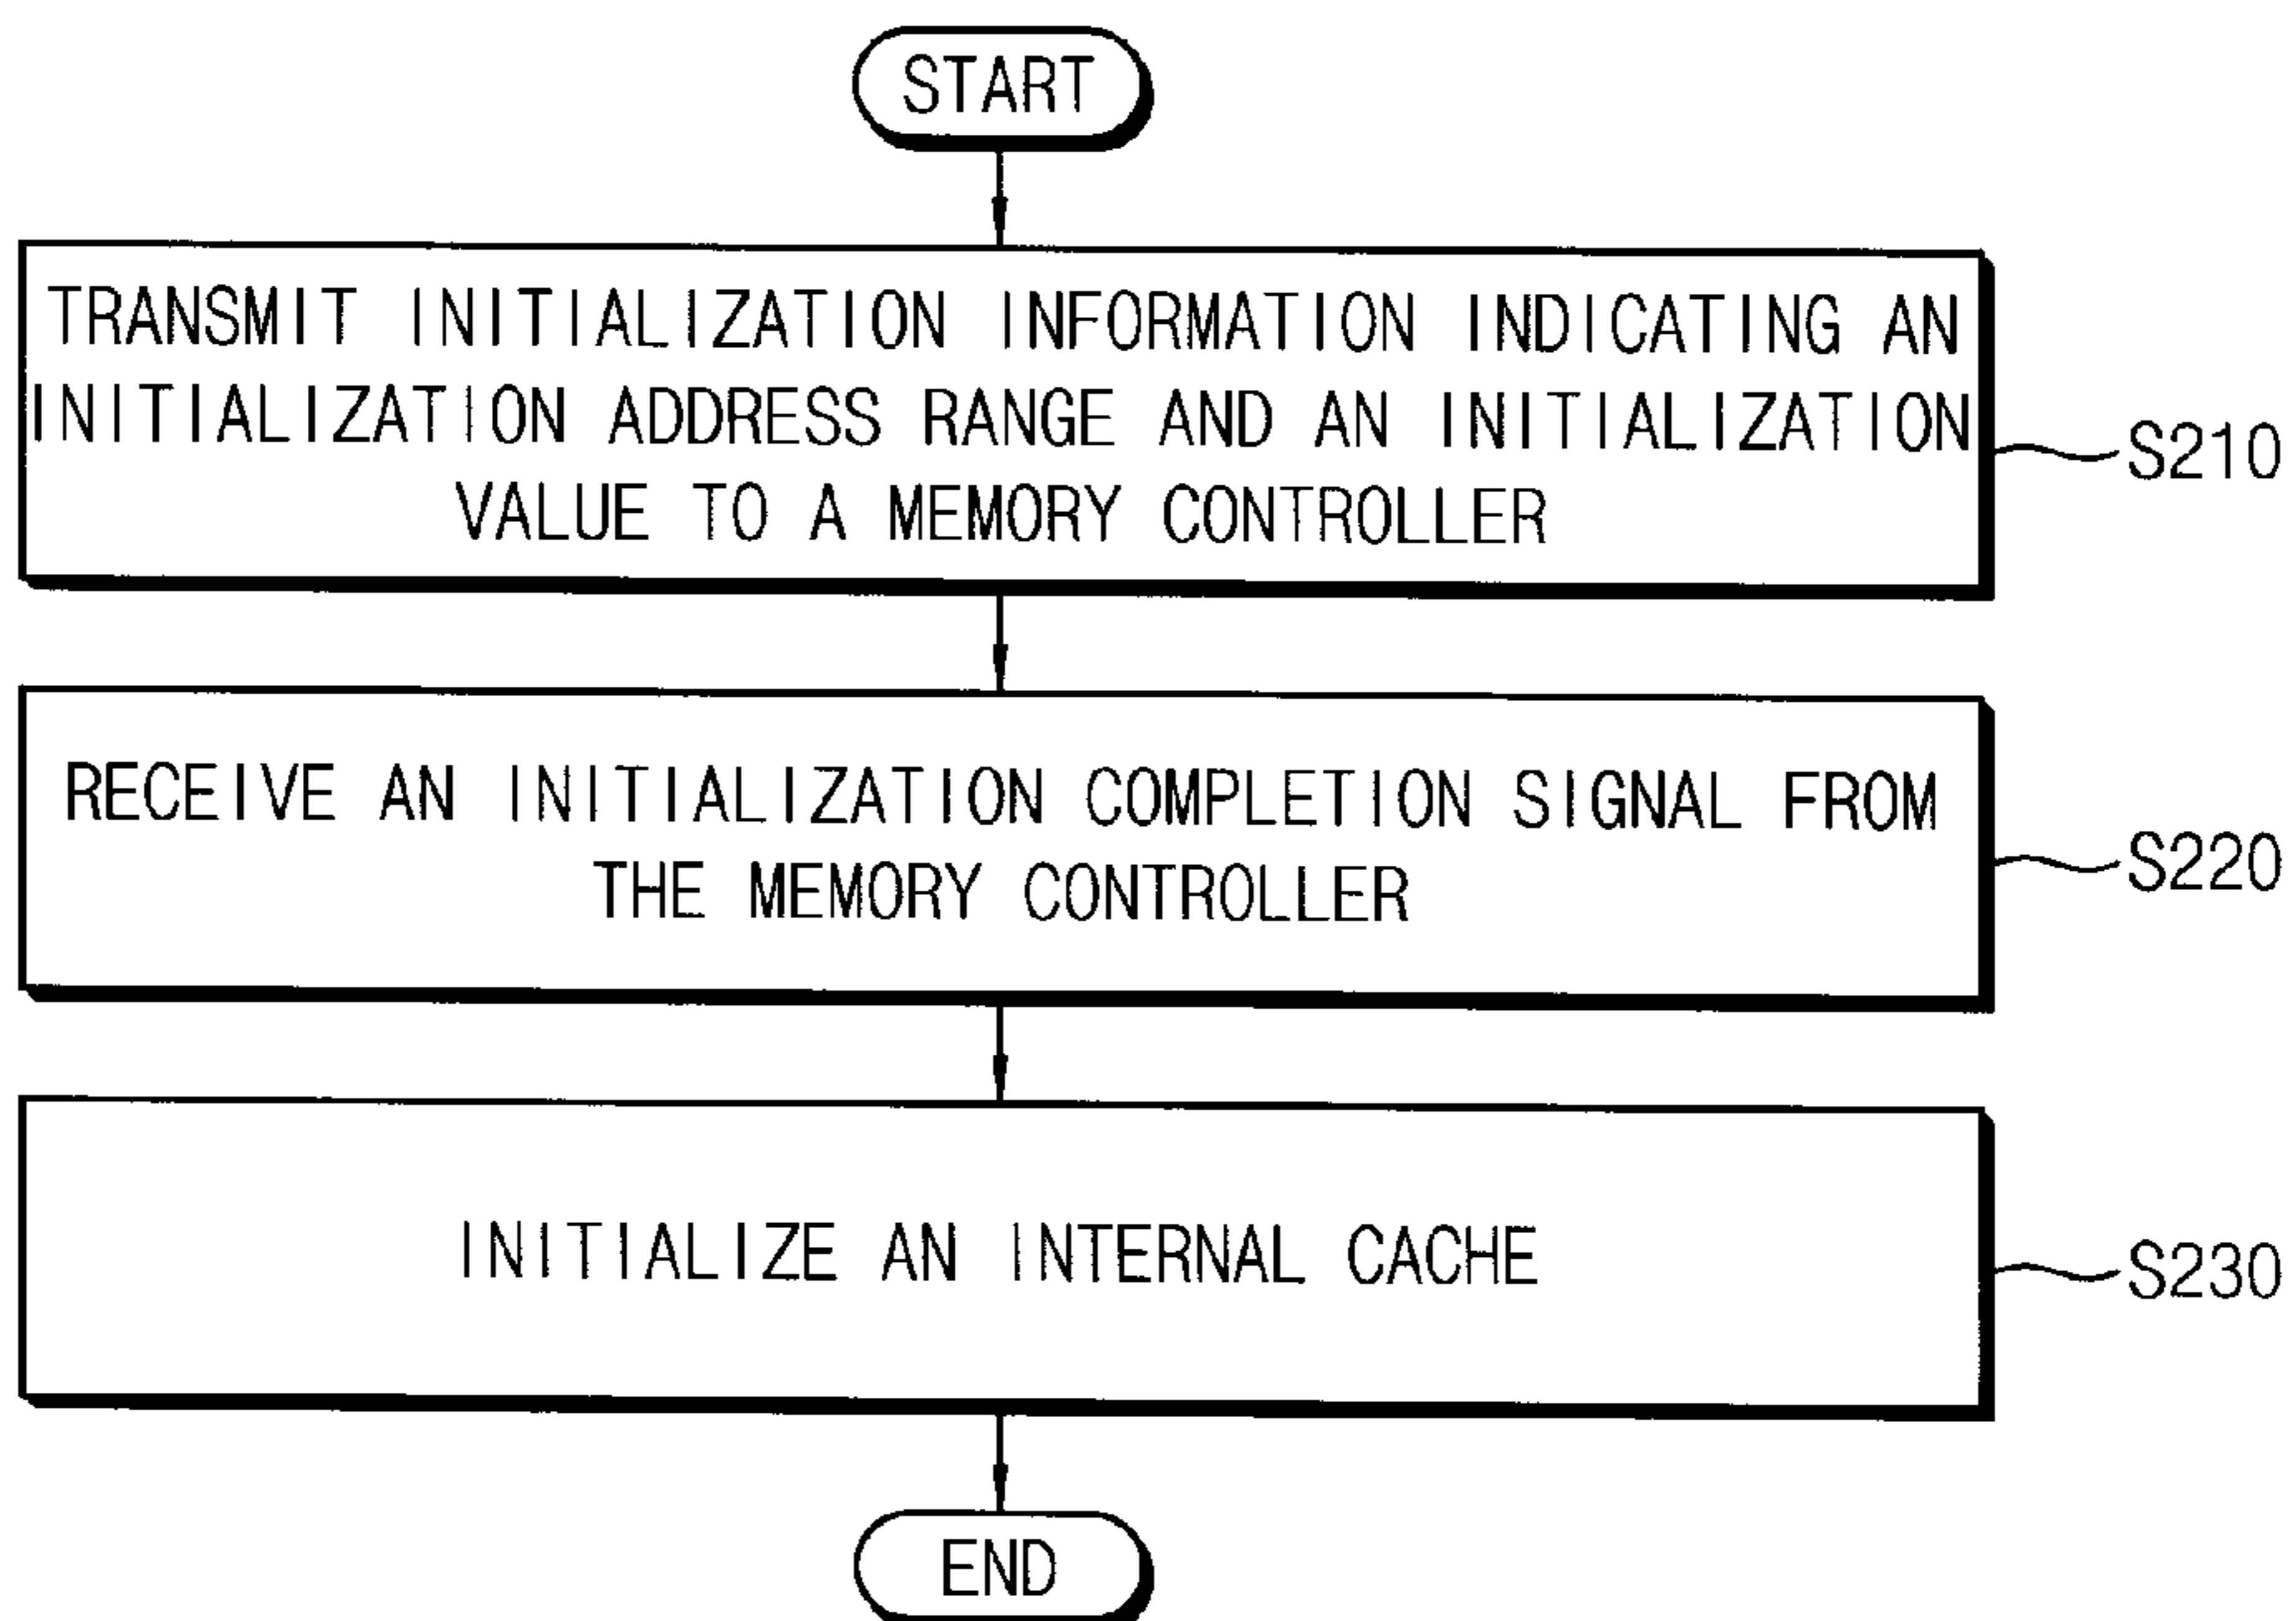 START
TRANSMIT INITIALIZATION INFORMATION INDICATING AN
INITIALIZATION ADDRESS RANGE AND AN INITIALIZATION
VALUE TO A MEMORY CONTROLLER
S210
RECEIVE AN INITIALIZATION COMPLETION SIGNAL FROM
THE MEMORY CONTROLLER
S220
INITIALIZE AN INTERNAL CACHE
S230
END